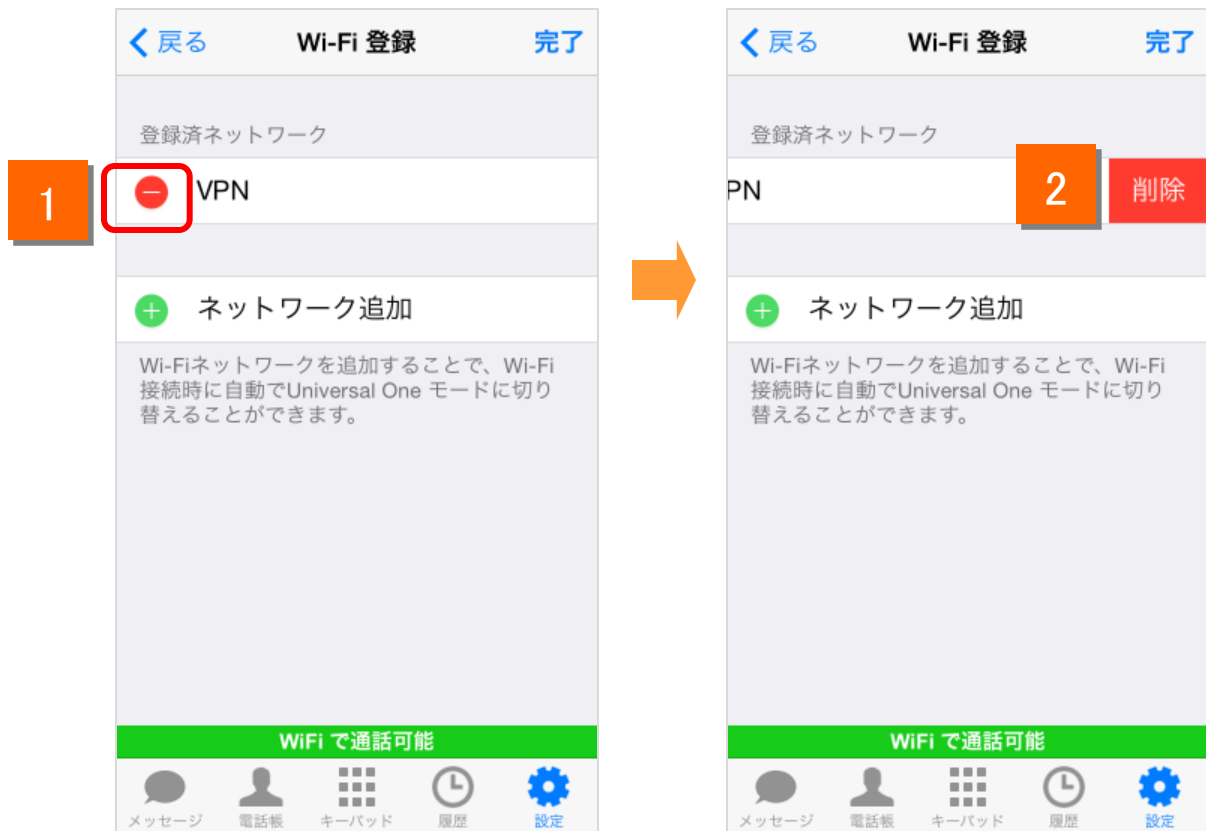 戻る
Wi-Fi 登録
完了
登録済ネットワーク
1
VPN
ネットワーク追加
Wi-Fiネットワークを追加することで、Wi-Fi
接続時に自動でUniversal One モードに切り
替えることができます。
WiFi で通話可能
メッセージ
電話帳
キーパッド
履歴
設定
戻る
Wi-Fi 登録
完了
登録済ネットワーク
PN
2
削除
ネットワーク追加
Wi-Fiネットワークを追加することで、Wi-Fi
接続時に自動でUniversal One モードに切り
替えることができます。
WiFi で通話可能
メッセージ
電話帳
キーパッド
履歴
設定